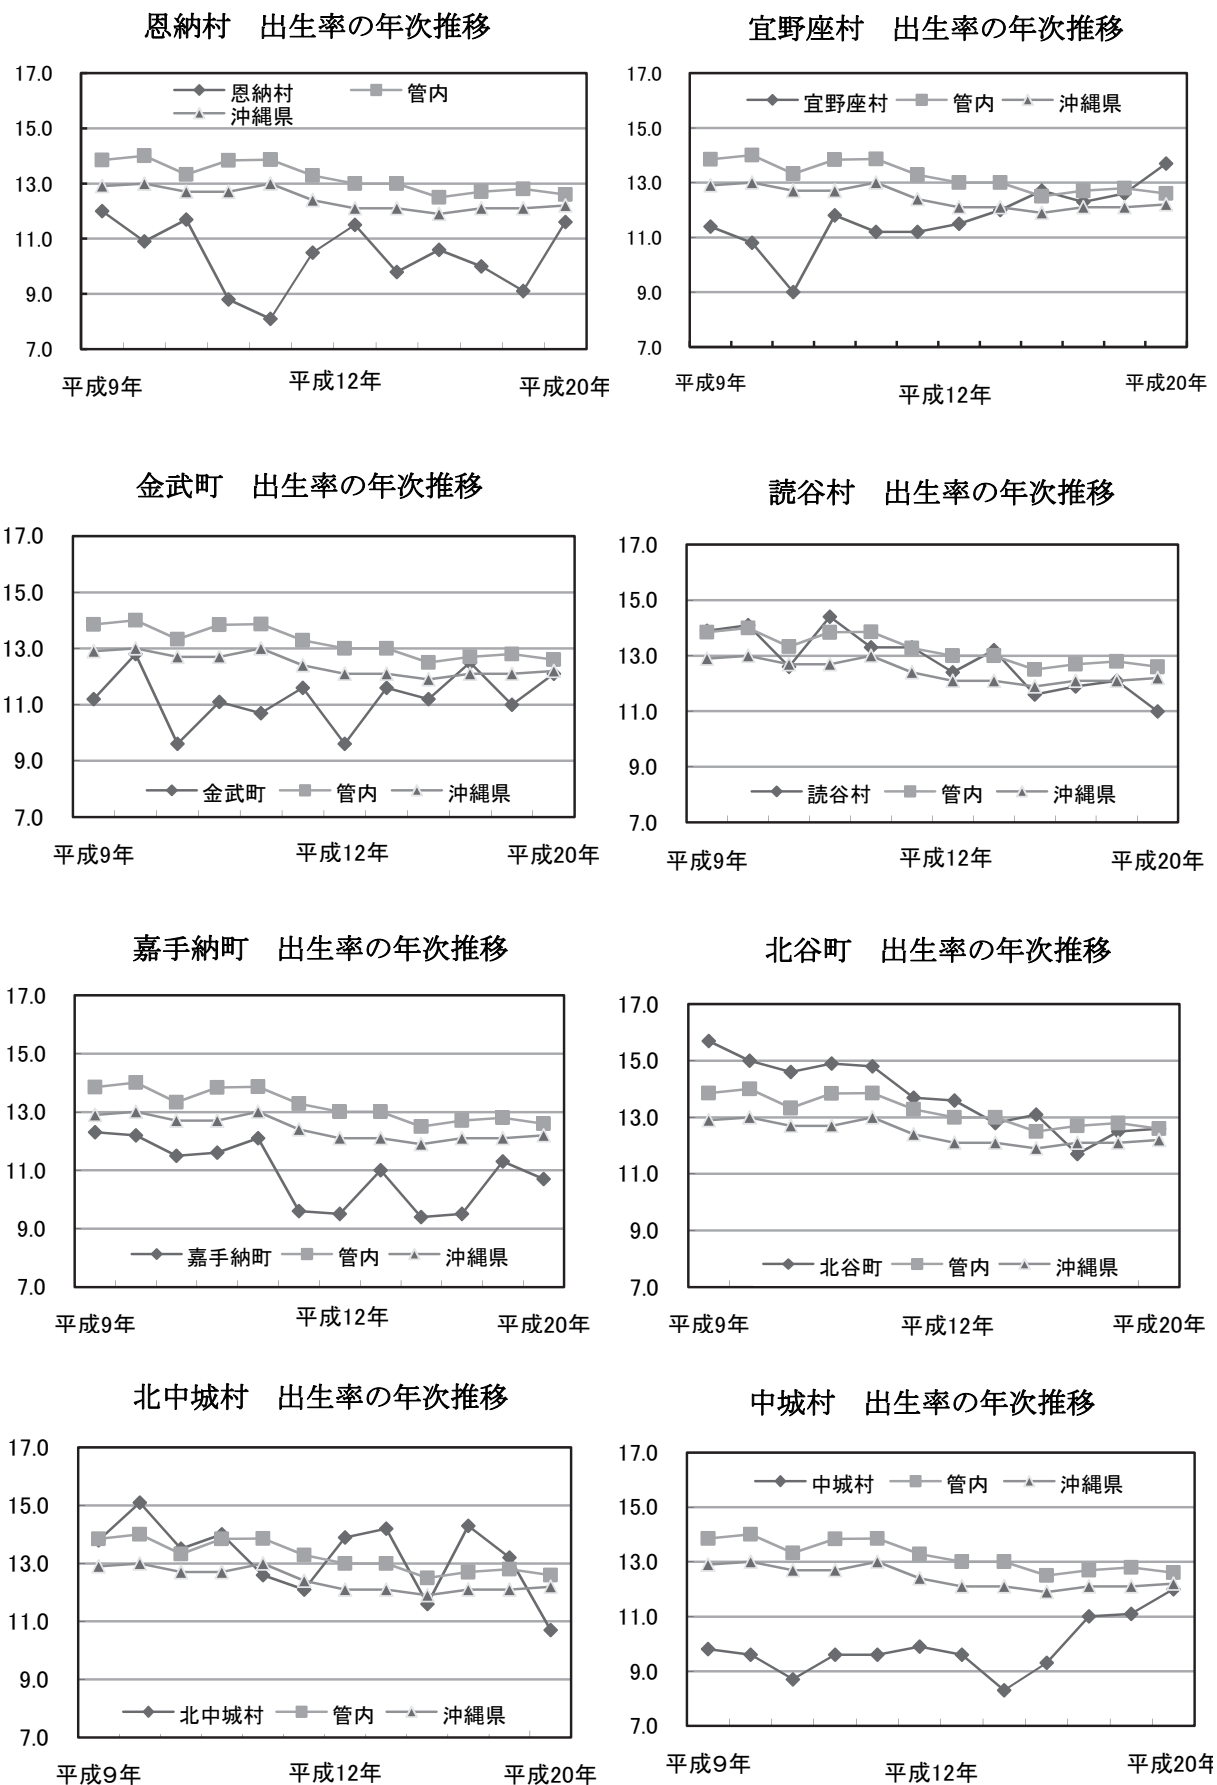 恩納村　出生率の年次推移
17.0
15.0
13.0
11.0
9.0
7.0
恩納村
管内
沖縄県
平成9年
平成12年
平成20年
宜野座村　出生率の年次推移
17.0
15.0
13.0
11.0
9.0
7.0
宜野座村
管内
沖縄県
平成9年
平成12年
平成20年
金武町　出生率の年次推移
17.0
15.0
13.0
11.0
9.0
7.0
金武町
管内
沖縄県
平成9年
平成12年
平成20年
読谷村　出生率の年次推移
17.0
15.0
13.0
11.0
9.0
7.0
読谷村
管内
沖縄県
平成9年
平成12年
平成20年
嘉手納町　出生率の年次推移
17.0
15.0
13.0
11.0
9.0
7.0
嘉手納町
管内
沖縄県
平成9年
平成12年
平成20年
北谷町　出生率の年次推移
17.0
15.0
13.0
11.0
9.0
7.0
北谷町
管内
沖縄県
平成9年
平成12年
平成20年
北中城村　出生率の年次推移
17.0
15.0
13.0
11.0
9.0
7.0
北中城村
管内
沖縄県
平成9年
平成12年
平成20年
中城村　出生率の年次推移
17.0
15.0
13.0
11.0
9.0
7.0
中城村
管内
沖縄県
平成9年
平成12年
平成20年